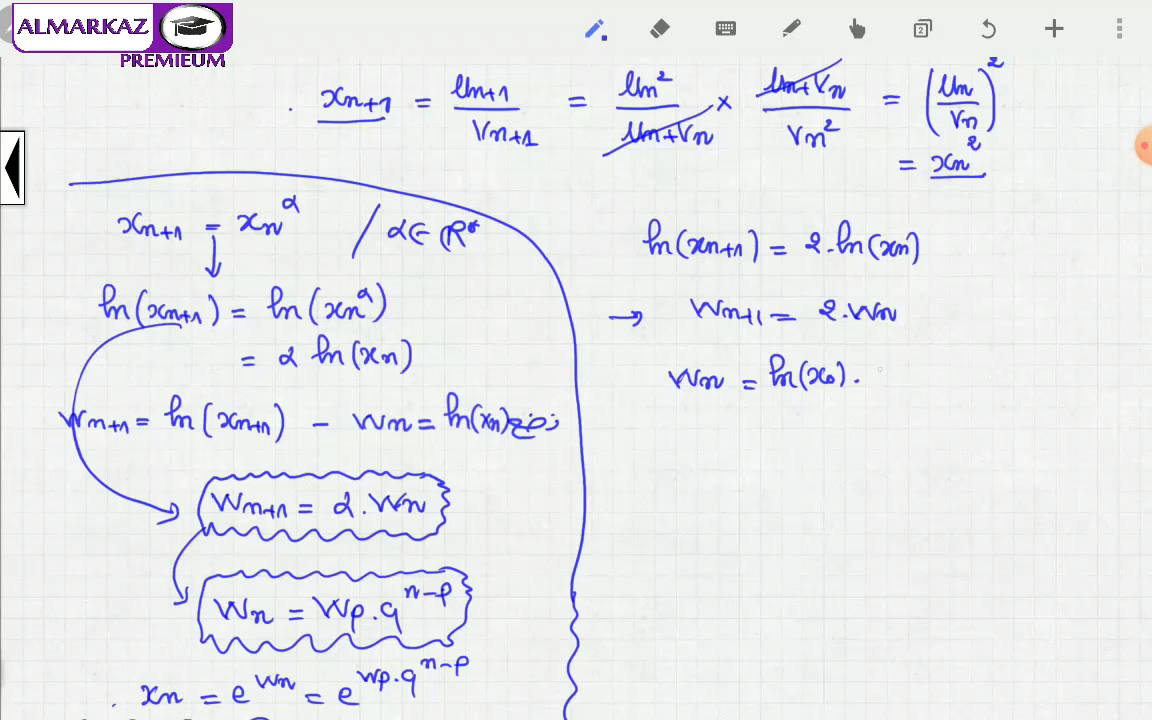 ALMARKAZ
PREMIEUM
2
. xn+1 = Un+1 / Vn+1 = Un² / Un+Vn × Un+Vn / Vn² = (Un / Vn)²
= xn²
xn+1 = xn^α / α ∈ ℝ*
ln(xn+1) = ln(xn^α)
= α ln(xn)
Wn+1 = ln(xn+1) - Wn = ln(xn) نضع
Wn+1 = α.Wn
Wn = Wp.q^n-p
. xn = e^Wn = e^Wp.q^n-p
ln(xn+1) = 2.ln(xn)
→ Wn+1 = 2.Wn
Wn = ln(x0).